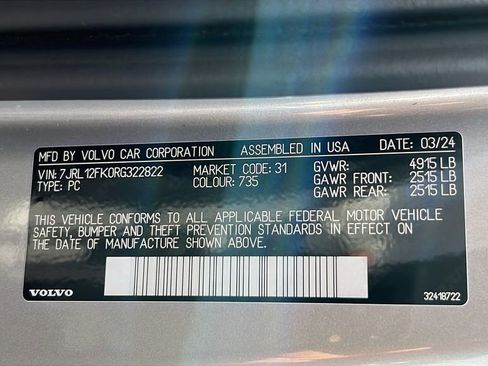 MFD BY VOLVO CAR CORPORATION ASSEMBLED IN USA DATE: 03/24
VIN: 7JRL12FK0RG322822 MARKET CODE: 31 GVWR: 4915 LB
TYPE: PC COLOUR: 735 GAWR FRONT: 2515 LB
GAWR REAR: 2515 LB
THIS VEHICLE CONFORMS TO ALL APPLICABLE FEDERAL MOTOR VEHICLE
SAFETY, BUMPER AND THEFT PREVENTION STANDARDS IN EFFECT ON
THE DATE OF MANUFACTURE SHOWN ABOVE.
VOLVO 32418722